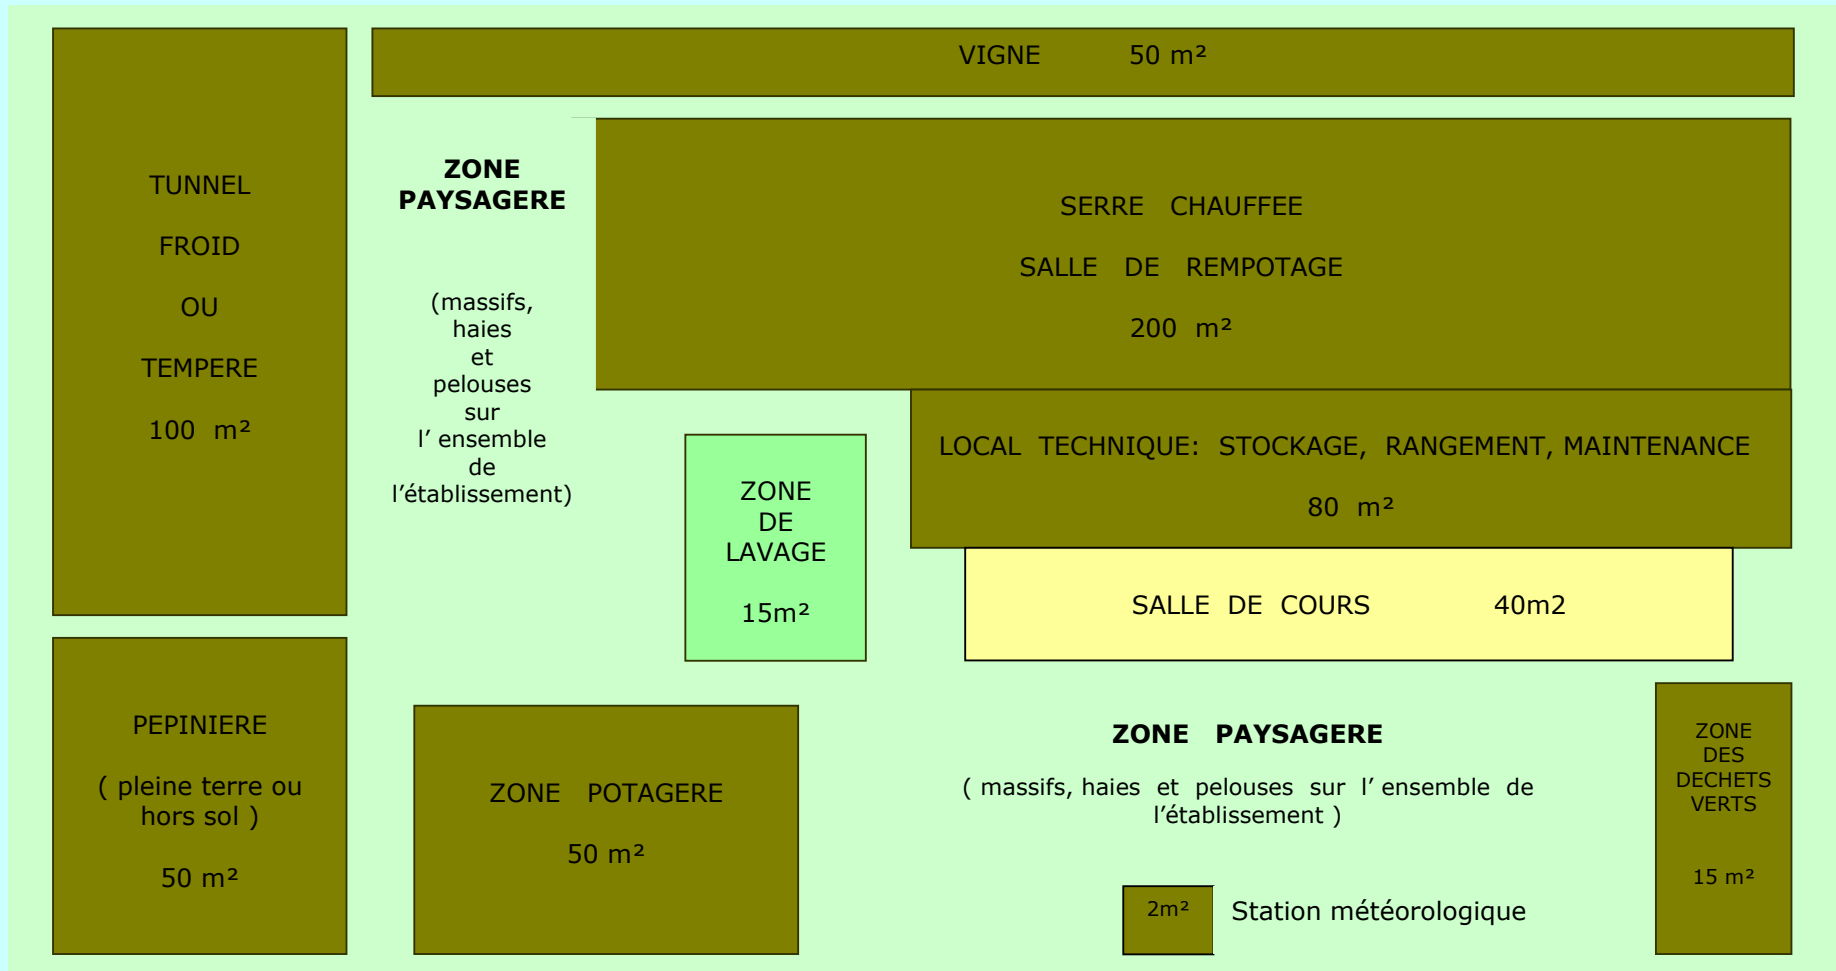 VIGNE 50 m²
TUNNEL
FROID
OU
TEMPERE
100 m²
ZONE
PAYSAGERE
(massifs,
haies
et
pelouses
sur
l’ ensemble
de
l’établissement)
SERRE CHAUFFEE
SALLE DE REMPOTAGE
200 m²
LOCAL TECHNIQUE: STOCKAGE, RANGEMENT, MAINTENANCE
80 m²
ZONE
DE
LAVAGE
15m²
SALLE DE COURS 40m2
PEPINIERE
( pleine terre ou
hors sol )
50 m²
ZONE POTAGERE
50 m²
ZONE PAYSAGERE
( massifs, haies et pelouses sur l’ ensemble de
l’établissement )
2m² Station météorologique
ZONE
DES
DECHETS
VERTS
15 m²